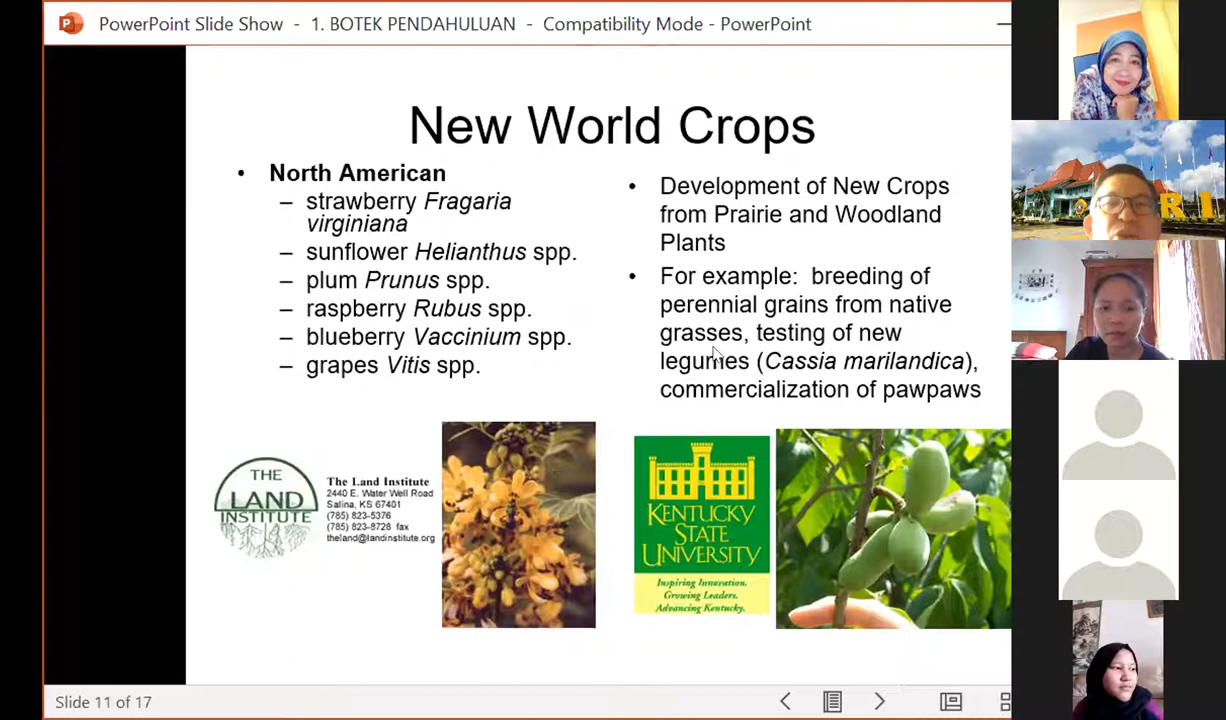 PowerPoint Slide Show - 1. BOTEK PENDAHULUAN - Compatibility Mode - PowerPoint
New World Crops
• North American
– strawberry Fragaria
virginiana
– sunflower Helianthus spp.
– plum Prunus spp.
– raspberry Rubus spp.
– blueberry Vaccinium spp.
– grapes Vitis spp.
• Development of New Crops
from Prairie and Woodland
Plants
• For example: breeding of
perennial grains from native
grasses, testing of new
legumes (Cassia marilandica),
commercialization of pawpaws
THE
LAND
INSTITUTE
The Land Institute
2440 E. Water Well Road
Salina, KS 67401
(785) 823-5376
(785) 823-8728 fax
theland@landinstitute.org
KENTUCKY
STATE
UNIVERSITY
Inspiring Innovation.
Growing Leaders.
Advancing Kentucky.
RI
Slide 11 of 17